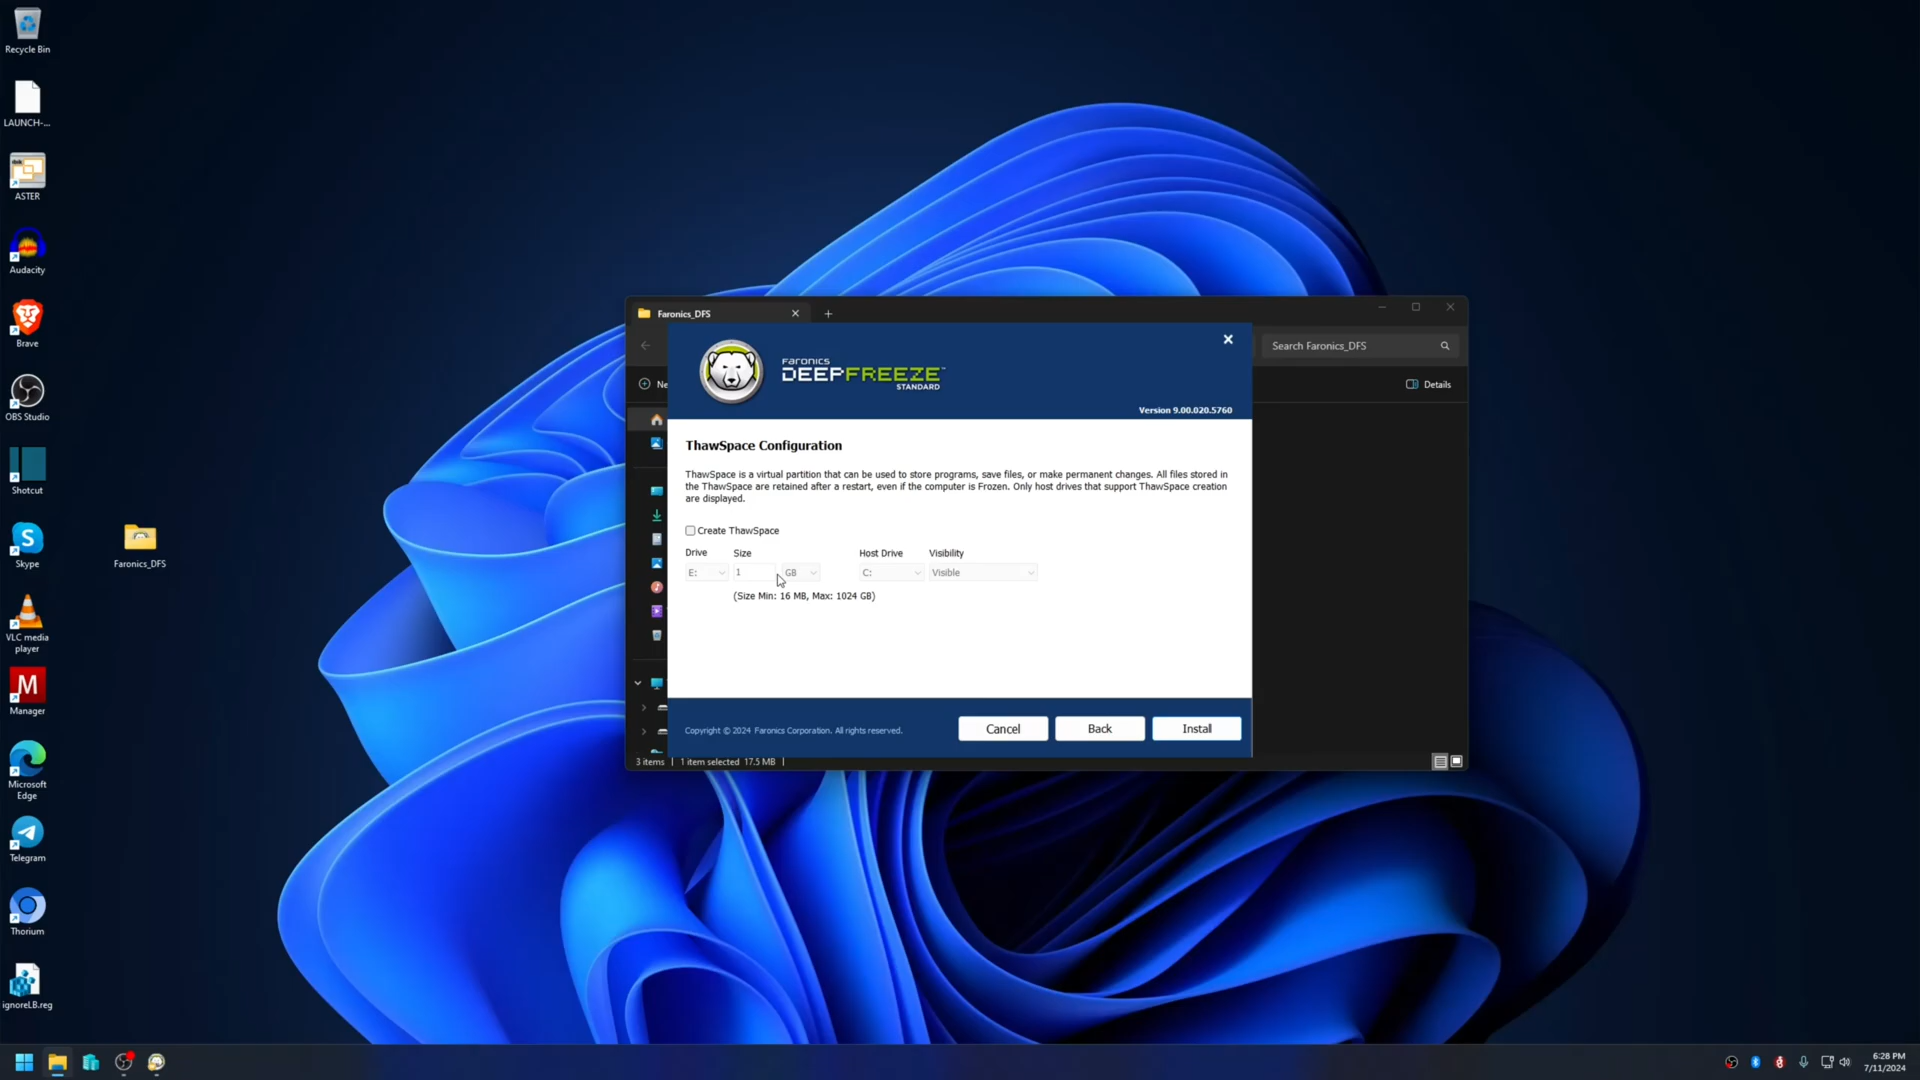 Recycle Bin
LAUNCH-...
ASTER
Audacity
Brave
OBS Studio
Shotcut
Skype
VLC media
player
Manager
Microsoft
Edge
Telegram
Thorium
ignoreLB.reg
Faronics_DFS
Faronics_DFS
Search Faronics_DFS
Ne
Details
FARONICS
DEEPFREEZE™
STANDARD
Version 9.00.020.5760
ThawSpace Configuration
ThawSpace is a virtual partition that can be used to store programs, save files, or make permanent changes. All files stored in
the ThawSpace are retained after a restart, even if the computer is Frozen. Only host drives that support ThawSpace creation
are displayed.
Create ThawSpace
Drive Size Host Drive Visibility
E: 1 GB C: Visible
(Size Min: 16 MB, Max: 1024 GB)
Copyright © 2024 Faronics Corporation. All rights reserved.
Cancel Back Install
3 items | 1 item selected 17.5 MB |
6:28 PM
7/11/2024